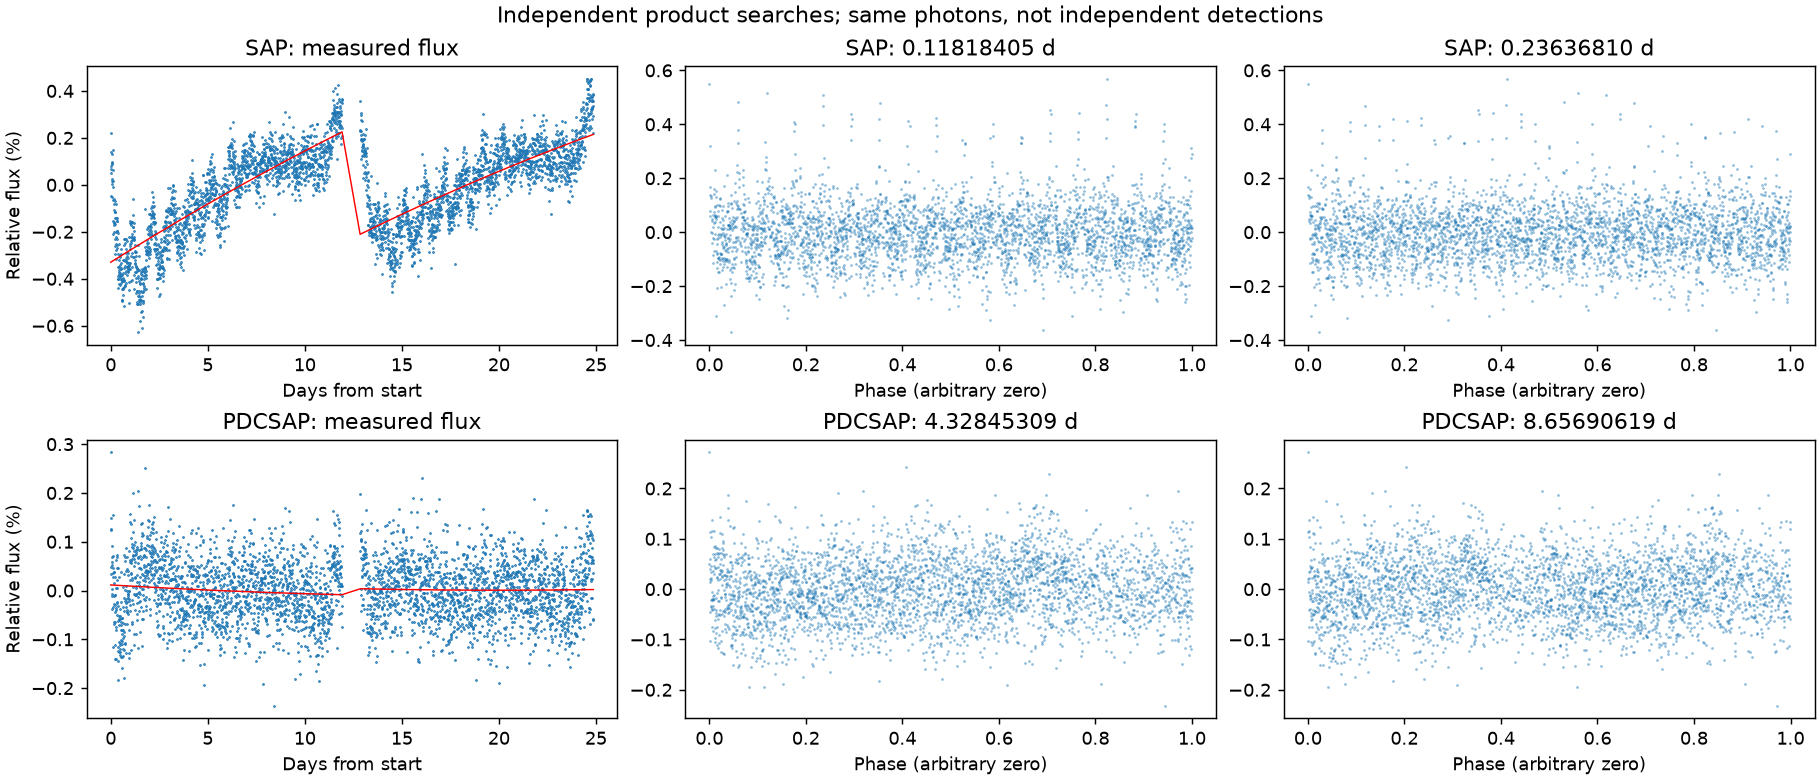 Independent product searches; same photons, not independent detections
SAP: measured flux
Relative flux (%)
0.4
0.2
0.0
−0.2
−0.4
−0.6
0 5 10 15 20 25
Days from start
SAP: 0.11818405 d
0.6
0.4
0.2
0.0
−0.2
−0.4
0.0 0.2 0.4 0.6 0.8 1.0
Phase (arbitrary zero)
SAP: 0.23636810 d
0.6
0.4
0.2
0.0
−0.2
−0.4
0.0 0.2 0.4 0.6 0.8 1.0
Phase (arbitrary zero)
PDCSAP: measured flux
Relative flux (%)
0.3
0.2
0.1
0.0
−0.1
−0.2
0 5 10 15 20 25
Days from start
PDCSAP: 4.32845309 d
0.2
0.1
0.0
−0.1
−0.2
0.0 0.2 0.4 0.6 0.8 1.0
Phase (arbitrary zero)
PDCSAP: 8.65690619 d
0.2
0.1
0.0
−0.1
−0.2
0.0 0.2 0.4 0.6 0.8 1.0
Phase (arbitrary zero)